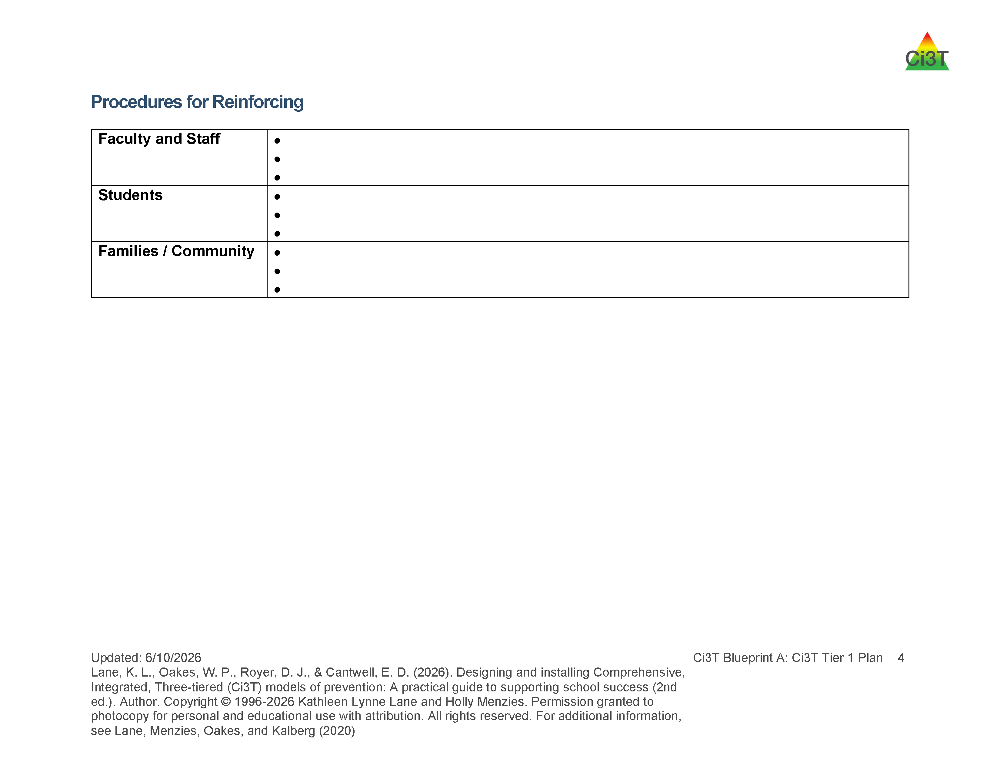 Ci3T
Procedures for Reinforcing
Faculty and Staff
•
•
•
Students
•
•
•
Families / Community
•
•
•
Updated: 6/10/2026
Ci3T Blueprint A: Ci3T Tier 1 Plan 4
Lane, K. L., Oakes, W. P., Royer, D. J., & Cantwell, E. D. (2026). Designing and installing Comprehensive,
Integrated, Three-tiered (Ci3T) models of prevention: A practical guide to supporting school success (2nd
ed.). Author. Copyright © 1996-2026 Kathleen Lynne Lane and Holly Menzies. Permission granted to
photocopy for personal and educational use with attribution. All rights reserved. For additional information,
see Lane, Menzies, Oakes, and Kalberg (2020)